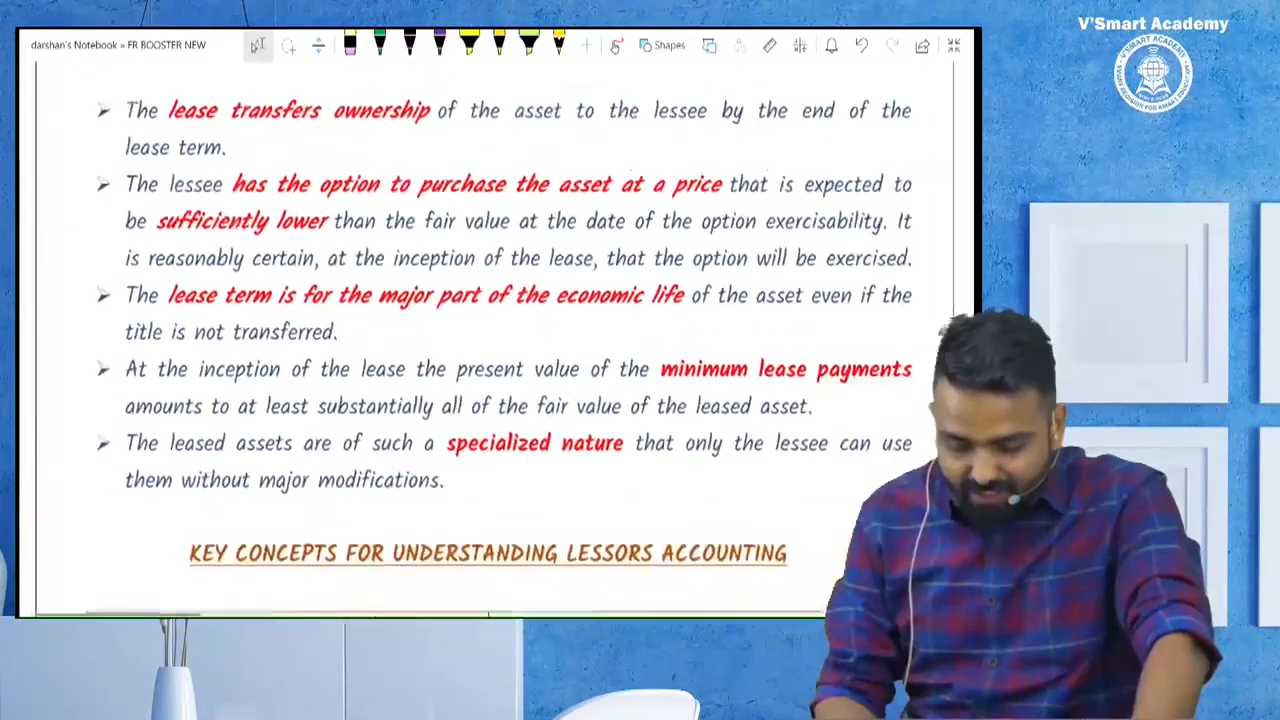 V'Smart Academy
darshan's Notebook » FR BOOSTER NEW
Shapes
The lease transfers ownership of the asset to the lessee by the end of the
lease term.
The lessee has the option to purchase the asset at a price that is expected to
be sufficiently lower than the fair value at the date of the option exercisability. It
is reasonably certain, at the inception of the lease, that the option will be exercised.
The lease term is for the major part of the economic life of the asset even if the
title is not transferred.
At the inception of the lease the present value of the minimum lease payments
amounts to at least substantially all of the fair value of the leased asset.
The leased assets are of such a specialized nature that only the lessee can use
them without major modifications.
KEY CONCEPTS FOR UNDERSTANDING LESSORS ACCOUNTING